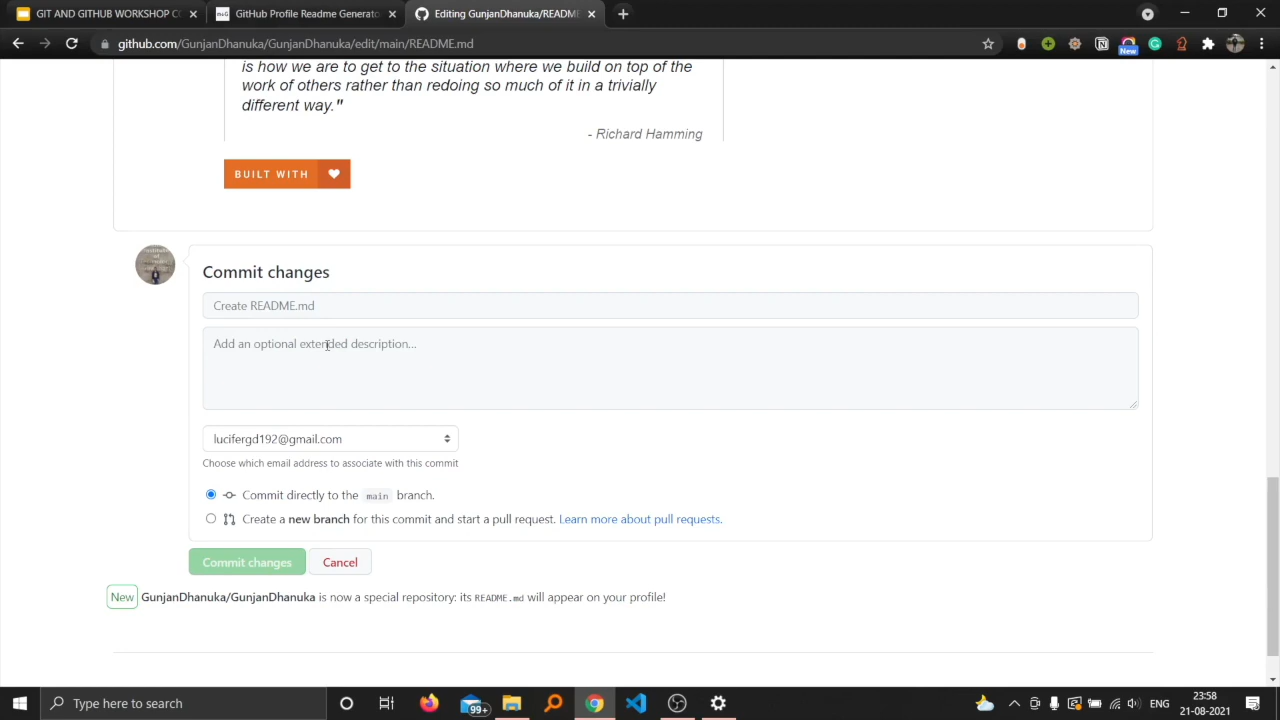 GIT AND GITHUB WORKSHOP CO
GitHub Profile Readme Generator
Editing GunjanDhanuka/README
github.com/GunjanDhanuka/GunjanDhanuka/edit/main/README.md
New
is how we are to get to the situation where we build on top of the
work of others rather than redoing so much of it in a trivially
different way."
- Richard Hamming
BUILT WITH
Commit changes
Create README.md
Add an optional extended description...
lucifergd192@gmail.com
Choose which email address to associate with this commit
Commit directly to the main branch.
Create a new branch for this commit and start a pull request. Learn more about pull requests.
Commit changes
Cancel
New GunjanDhanuka/GunjanDhanuka is now a special repository: its README.md will appear on your profile!
Type here to search
99+
ENG
23:58
21-08-2021